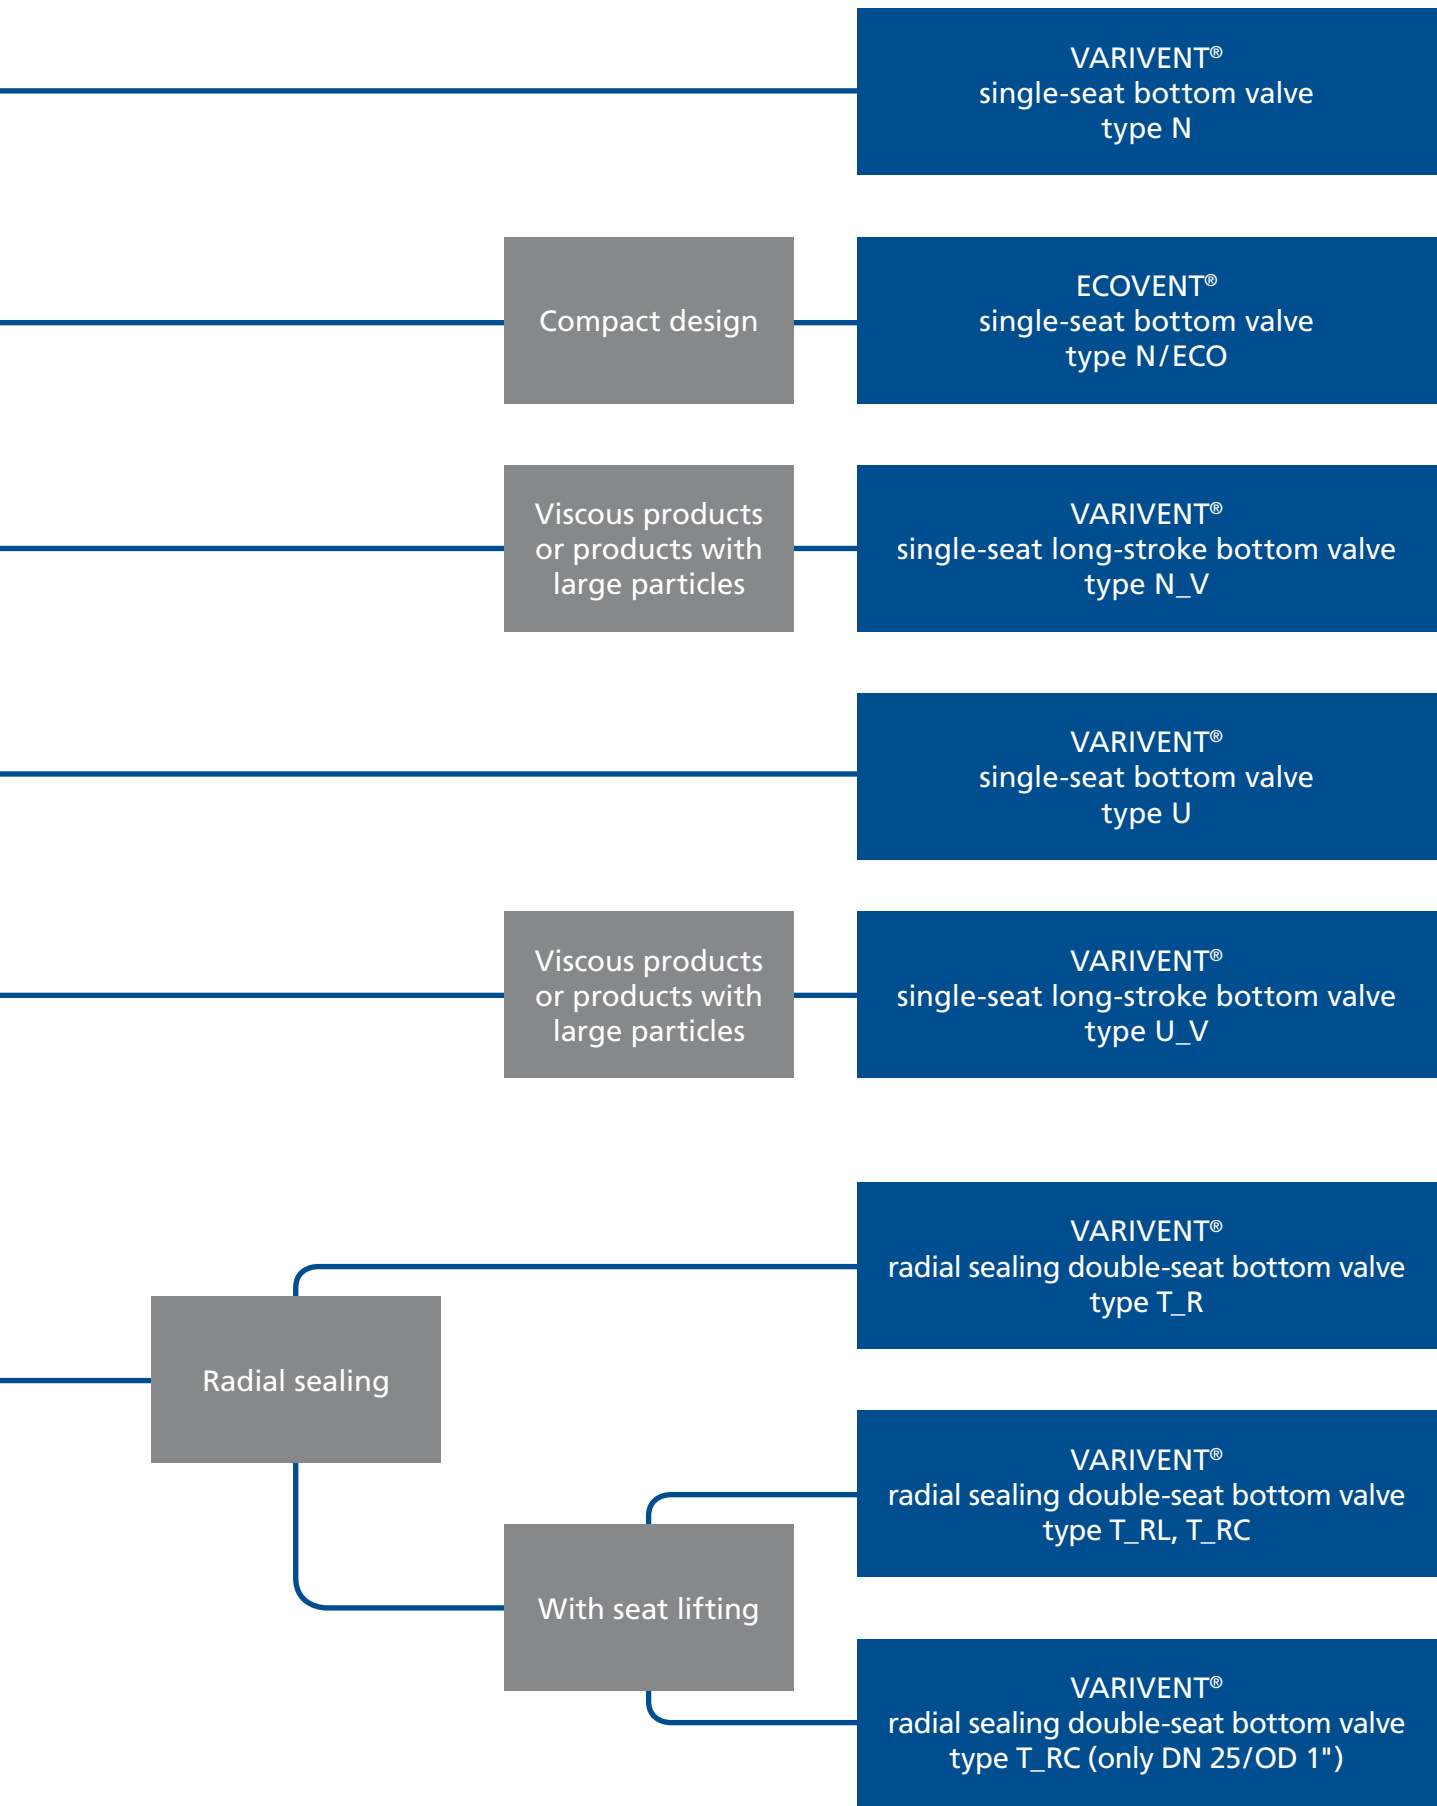 VARIVENT®
single-seat bottom valve
type N
Compact design
ECOVENT®
single-seat bottom valve
type N/ECO
Viscous products
or products with
large particles
VARIVENT®
single-seat long-stroke bottom valve
type N_V
VARIVENT®
single-seat bottom valve
type U
Viscous products
or products with
large particles
VARIVENT®
single-seat long-stroke bottom valve
type U_V
Radial sealing
VARIVENT®
radial sealing double-seat bottom valve
type T_R
With seat lifting
VARIVENT®
radial sealing double-seat bottom valve
type T_RL, T_RC
VARIVENT®
radial sealing double-seat bottom valve
type T_RC (only DN 25/OD 1")